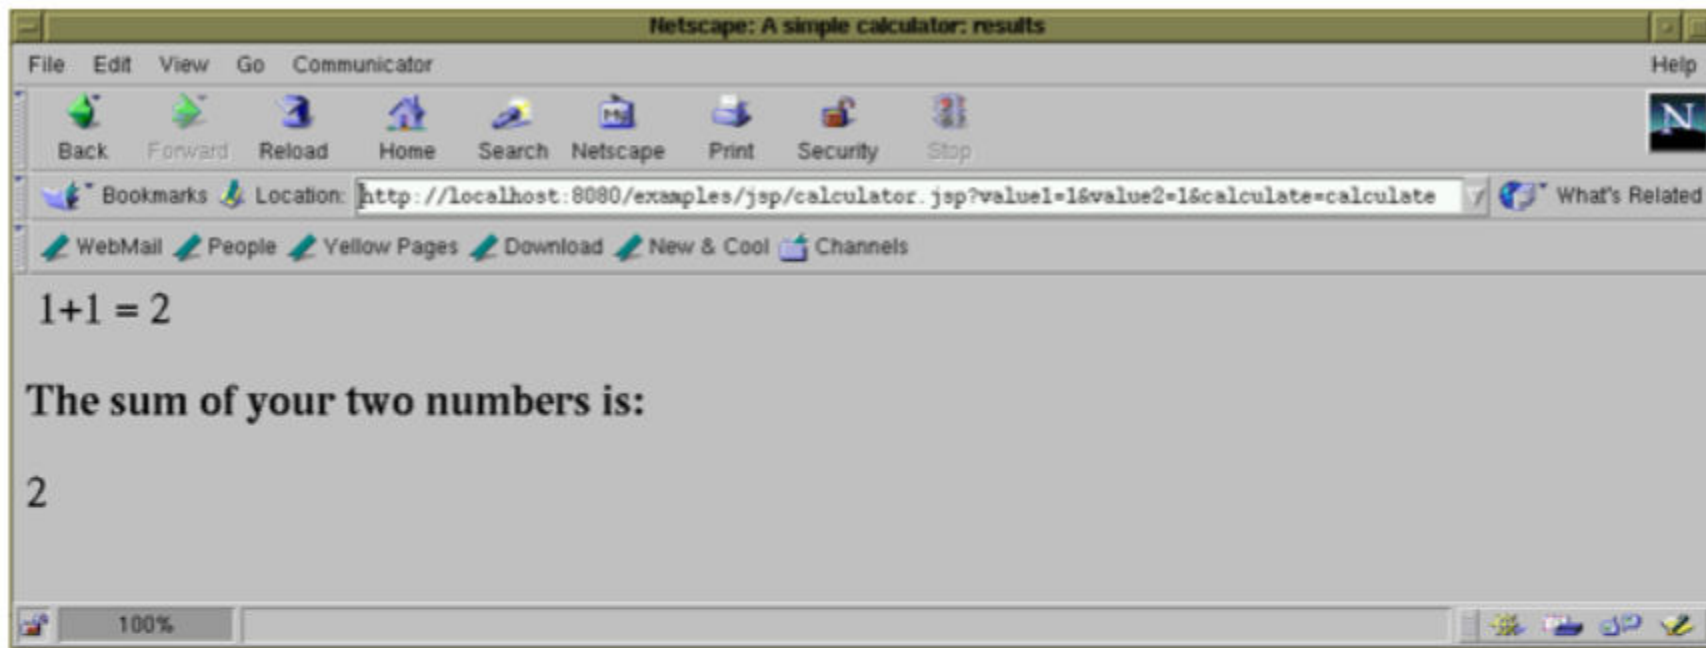 Netscape: A simple calculator: results
File Edit View Go Communicator Help
Back Forward Reload Home Search Netscape Print Security Stop
N
Bookmarks Location: http://localhost:8080/examples/jsp/calculator.jsp?value1=1&value2=1&calculate=calculate What's Related
WebMail People Yellow Pages Download New & Cool Channels
1+1 = 2
The sum of your two numbers is:
2
100%